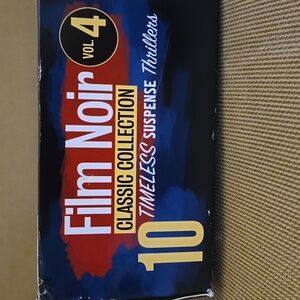 Film Noir
VOL 4
CLASSIC COLLECTION
10 TIMELESS SUSPENSE Thrillers